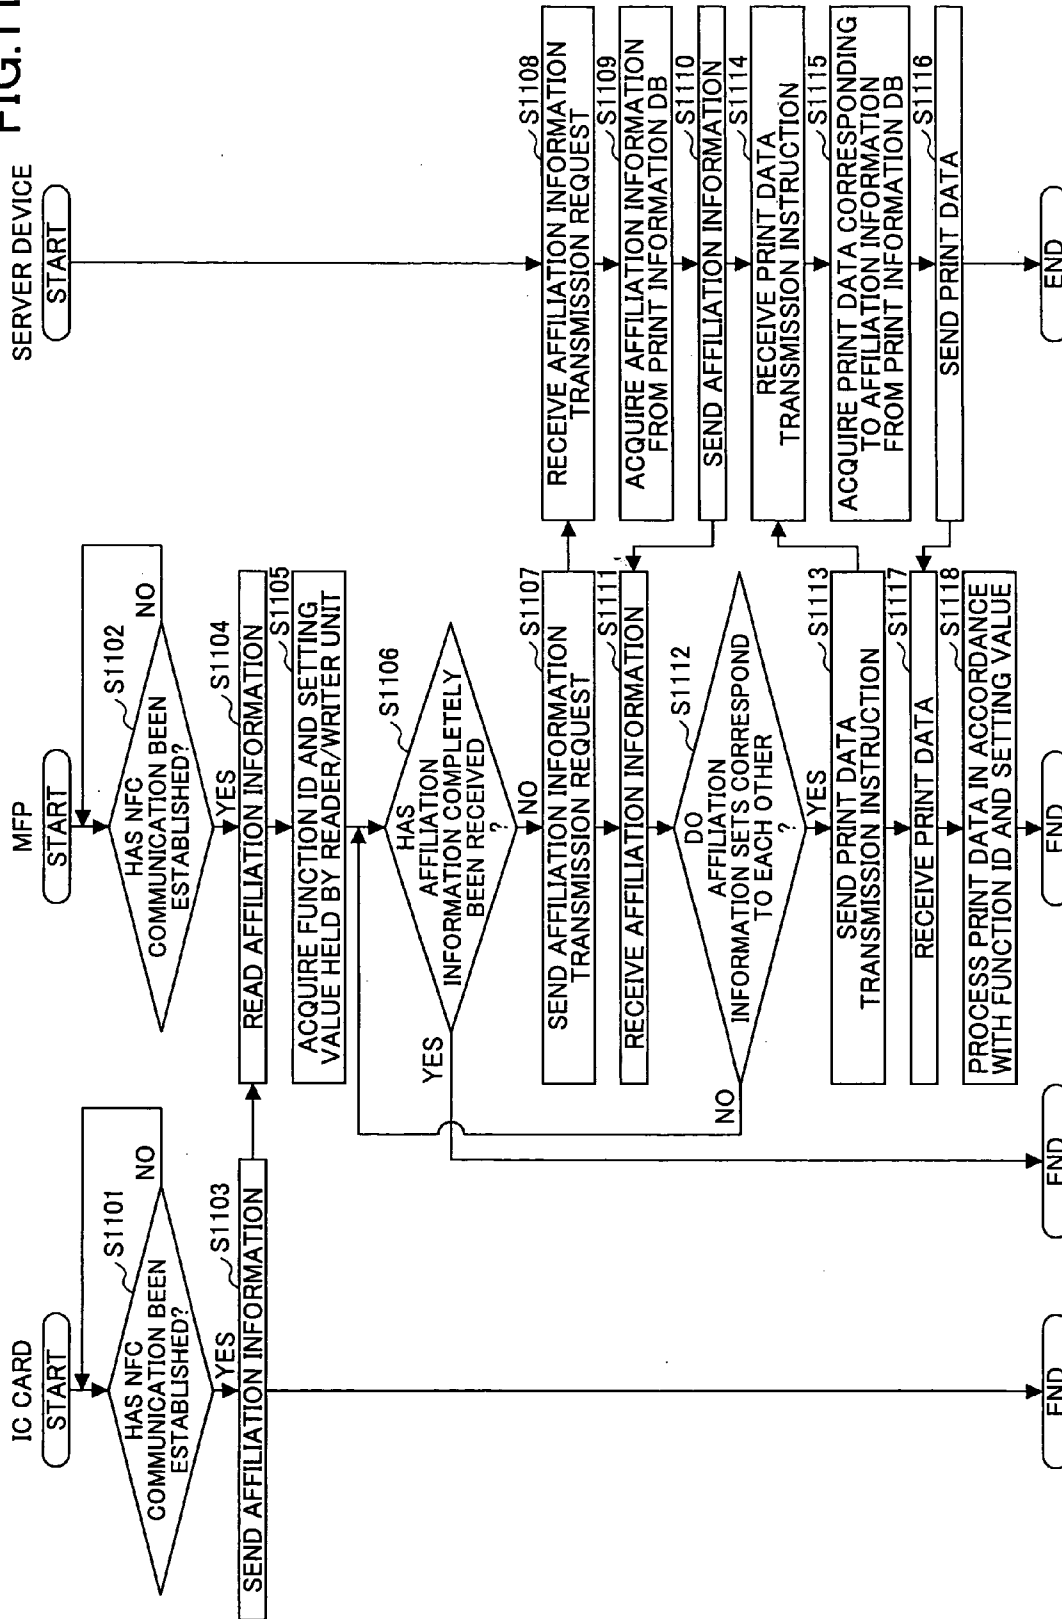 FIG.11
IC CARD
START
S1101
HAS NFC
COMMUNICATION BEEN
ESTABLISHED?
NO
YES
S1103
SEND AFFILIATION INFORMATION
END
MFP
START
S1102
HAS NFC
COMMUNICATION BEEN
ESTABLISHED?
NO
YES
S1104
READ AFFILIATION INFORMATION
S1105
ACQUIRE FUNCTION ID AND SETTING
VALUE HELD BY READER/WRITER UNIT
S1106
HAS
AFFILIATION
INFORMATION COMPLETELY
BEEN RECEIVED
?
YES
NO
END
S1107
SEND AFFILIATION INFORMATION
TRANSMISSION REQUEST
S1111
RECEIVE AFFILIATION INFORMATION
S1112
DO
AFFILIATION
INFORMATION SETS CORRESPOND
TO EACH OTHER
?
NO
YES
S1113
SEND PRINT DATA
TRANSMISSION INSTRUCTION
S1117
RECEIVE PRINT DATA
S1118
PROCESS PRINT DATA IN ACCORDANCE
WITH FUNCTION ID AND SETTING VALUE
END
SERVER DEVICE
START
S1108
RECEIVE AFFILIATION INFORMATION
TRANSMISSION REQUEST
S1109
ACQUIRE AFFILIATION INFORMATION
FROM PRINT INFORMATION DB
S1110
SEND AFFILIATION INFORMATION
S1114
RECEIVE PRINT DATA
TRANSMISSION INSTRUCTION
S1115
ACQUIRE PRINT DATA CORRESPONDING
TO AFFILIATION INFORMATION
FROM PRINT INFORMATION DB
S1116
SEND PRINT DATA
END